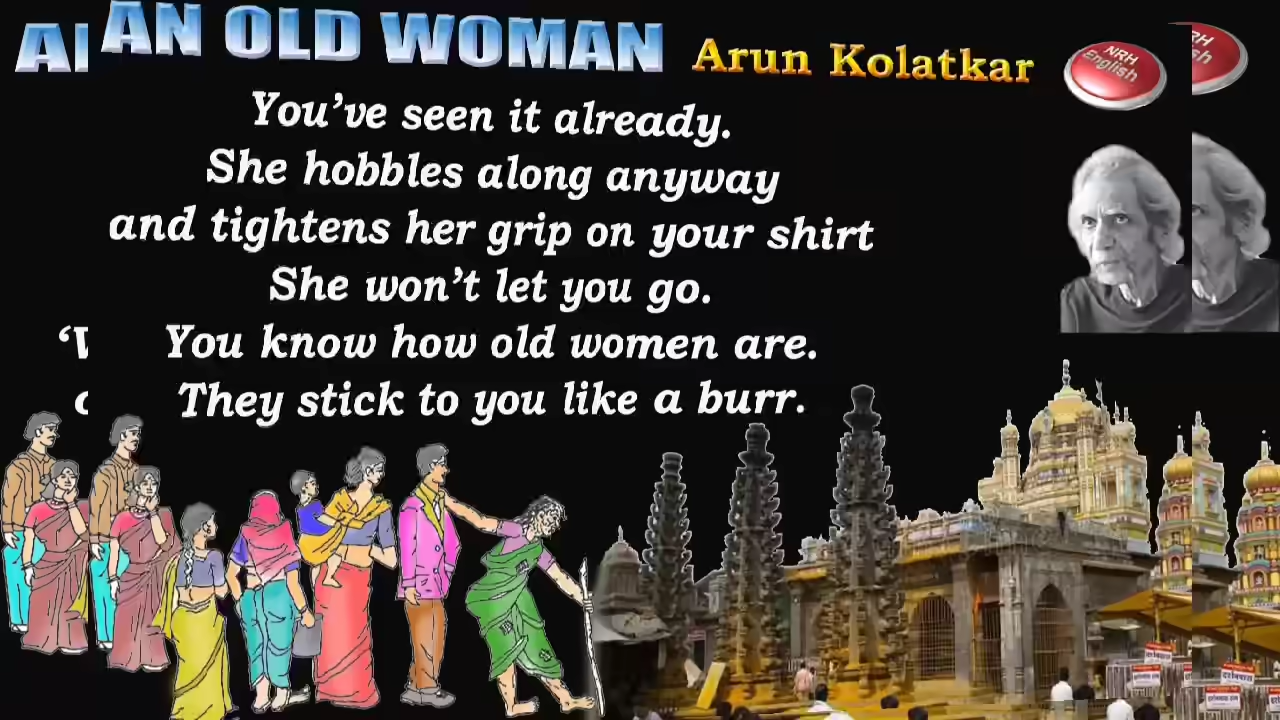 AN OLD WOMAN
Arun Kolatkar
NRH
English
You've seen it already.
She hobbles along anyway
and tightens her grip on your shirt
She won't let you go.
You know how old women are.
They stick to you like a burr.